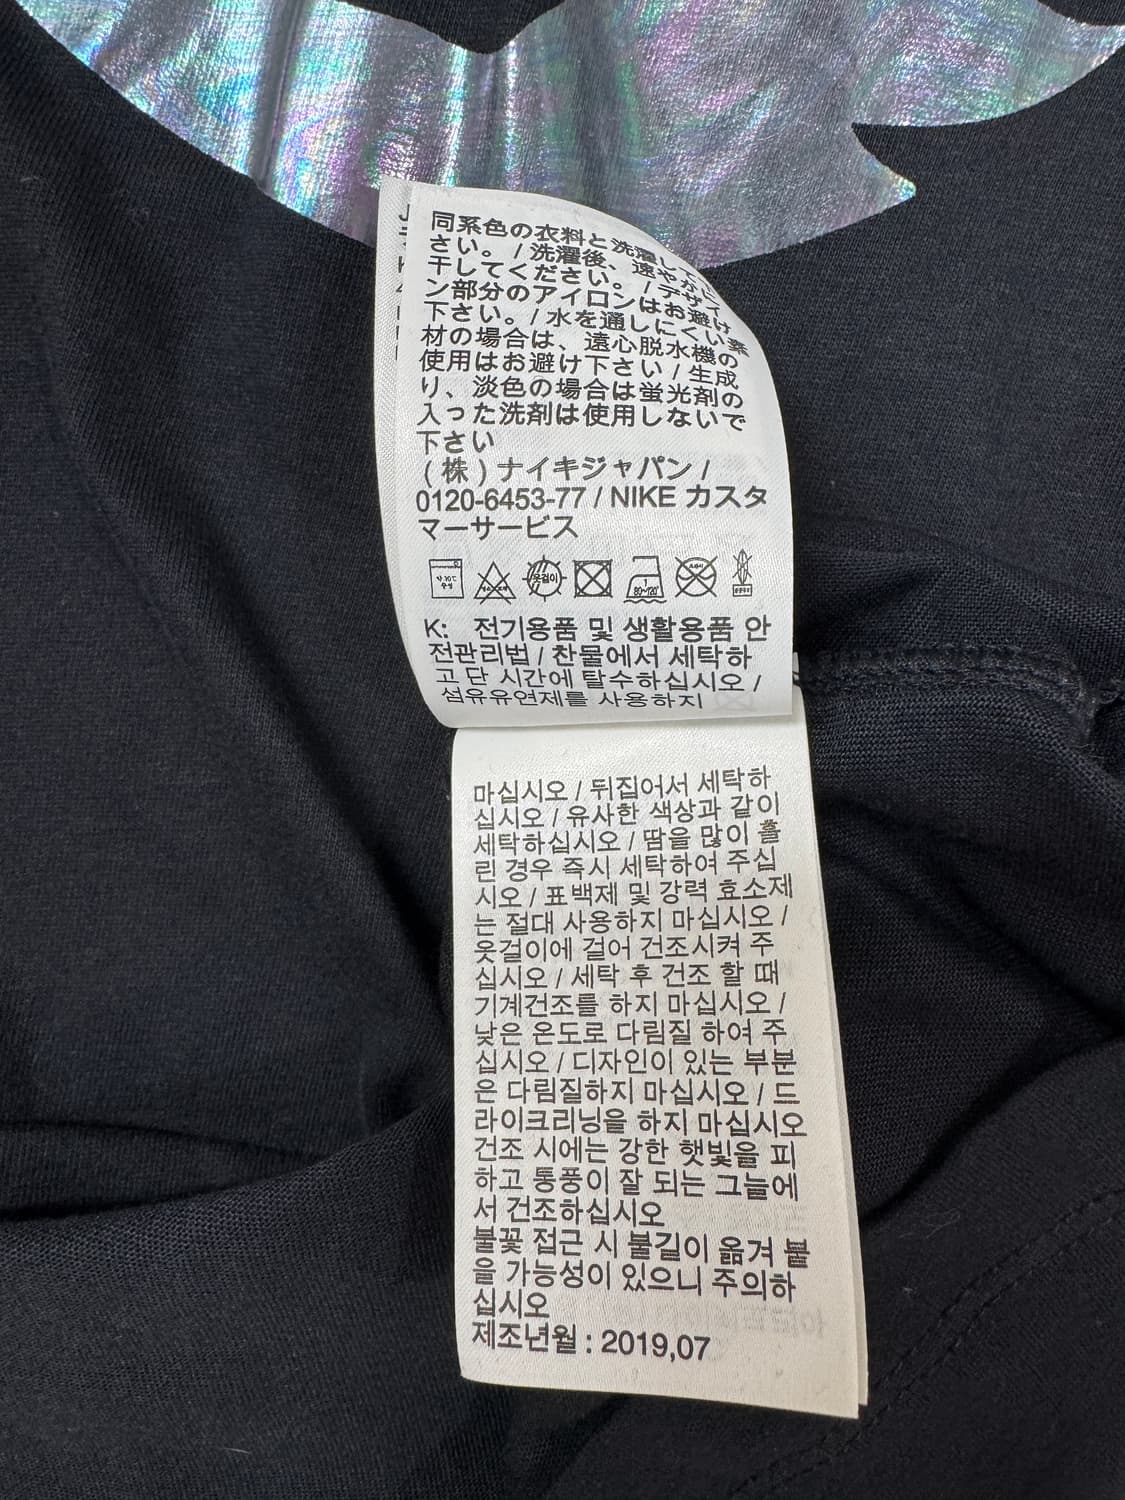 同系色の衣料と洗濯して
さい。/ 洗濯後、速やかに
干してください。/ デザイ
ン部分のアイロンはお避け
下さい。/ 水を通しにくい素
材の場合は、遠心脱水機の
使用はお避け下さい / 生成
り、淡色の場合は蛍光剤の
入った洗剤は使用しないで
下さい
(株) ナイキジャパン /
0120-6453-77 / NIKE カスタ
マーサービス
옷걸이
80~120
K: 전기용품 및 생활용품 안
전관리법 / 찬물에서 세탁하
고 단 시간에 탈수하십시오 /
섬유유연제를 사용하지
마십시오 / 뒤집어서 세탁하
십시오 / 유사한 색상과 같이
세탁하십시오 / 땀을 많이 흘
린 경우 즉시 세탁하여 주십
시오 / 표백제 및 강력 효소제
는 절대 사용하지 마십시오 /
옷걸이에 걸어 건조시켜 주
십시오 / 세탁 후 건조 할 때
기계건조를 하지 마십시오 /
낮은 온도로 다림질 하여 주
십시오 / 디자인이 있는 부분
은 다림질하지 마십시오 / 드
라이크리닝을 하지 마십시오
건조 시에는 강한 햇빛을 피
하고 통풍이 잘 되는 그늘에
서 건조하십시오
불꽃 접근 시 불길이 옮겨 붙
을 가능성이 있으니 주의하
십시오
제조년월 : 2019,07